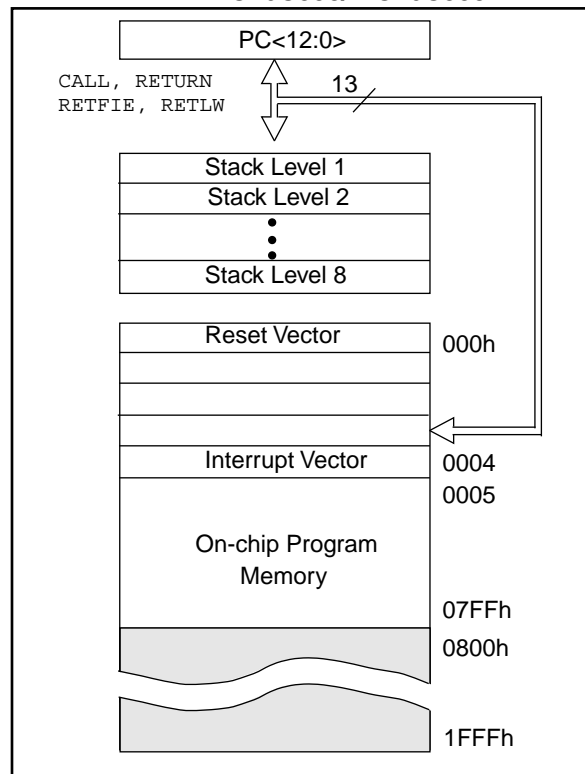 PC<12:0>
CALL, RETURN
RETFIE, RETLW
13
Stack Level 1
Stack Level 2
Stack Level 8
Reset Vector
000h
Interrupt Vector
0004
0005
On-chip Program
Memory
07FFh
0800h
1FFFh